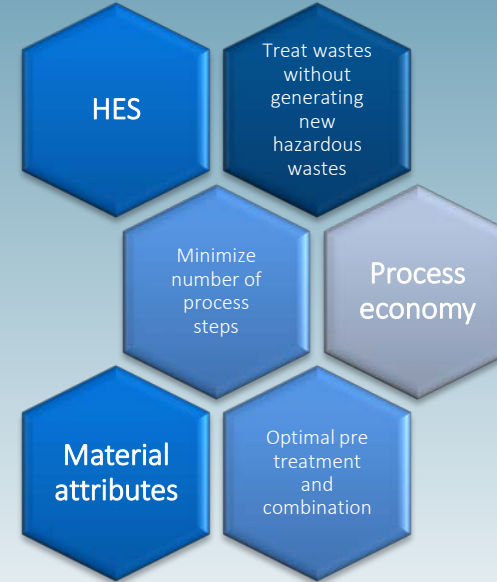 HES
Treat wastes
without
generating
new
hazardous
wastes
Minimize
number of
process
steps
Process
economy
Material
attributes
Optimal pre
treatment
and
combination